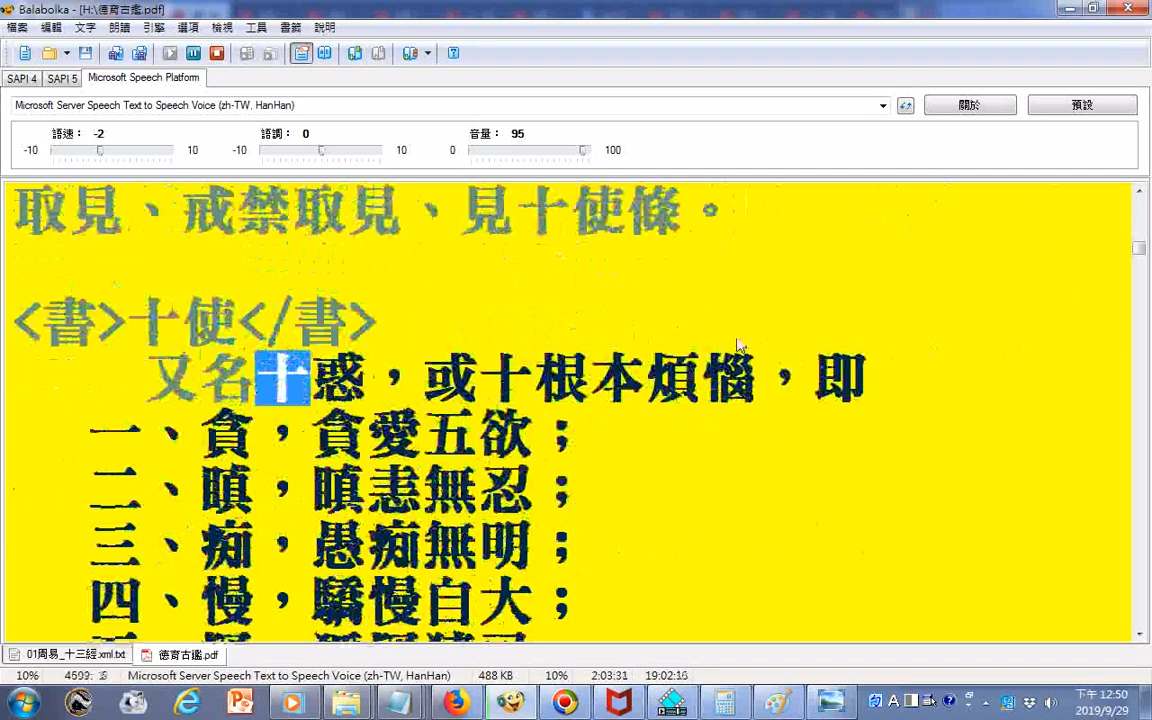 Balabolka - [H:\德育古鑑.pdf]
檔案 編輯 文字 朗讀 引擎 選項 檢視 工具 書籤 說明
SAPI 4 SAPI 5 Microsoft Speech Platform
Microsoft Server Speech Text to Speech Voice (zh-TW, HanHan) 關於 預設
語速： -2 語調： 0 音量： 95
-10 10 -10 10 0 100
取見、戒禁取見、見十使條。
<書>十使</書>
又名十惑，或十根本煩惱，即
一、貪，貪愛五欲；
二、瞋，瞋恚無忍；
三、痴，愚痴無明；
四、慢，驕慢自大；
01周易_十三經.xml.txt 德育古鑑.pdf
10% Microsoft Server Speech Text to Speech Voice (zh-TW, HanHan) 488 KB 10% 2:03:31 19:02:16
下午 12:50
2019/9/29